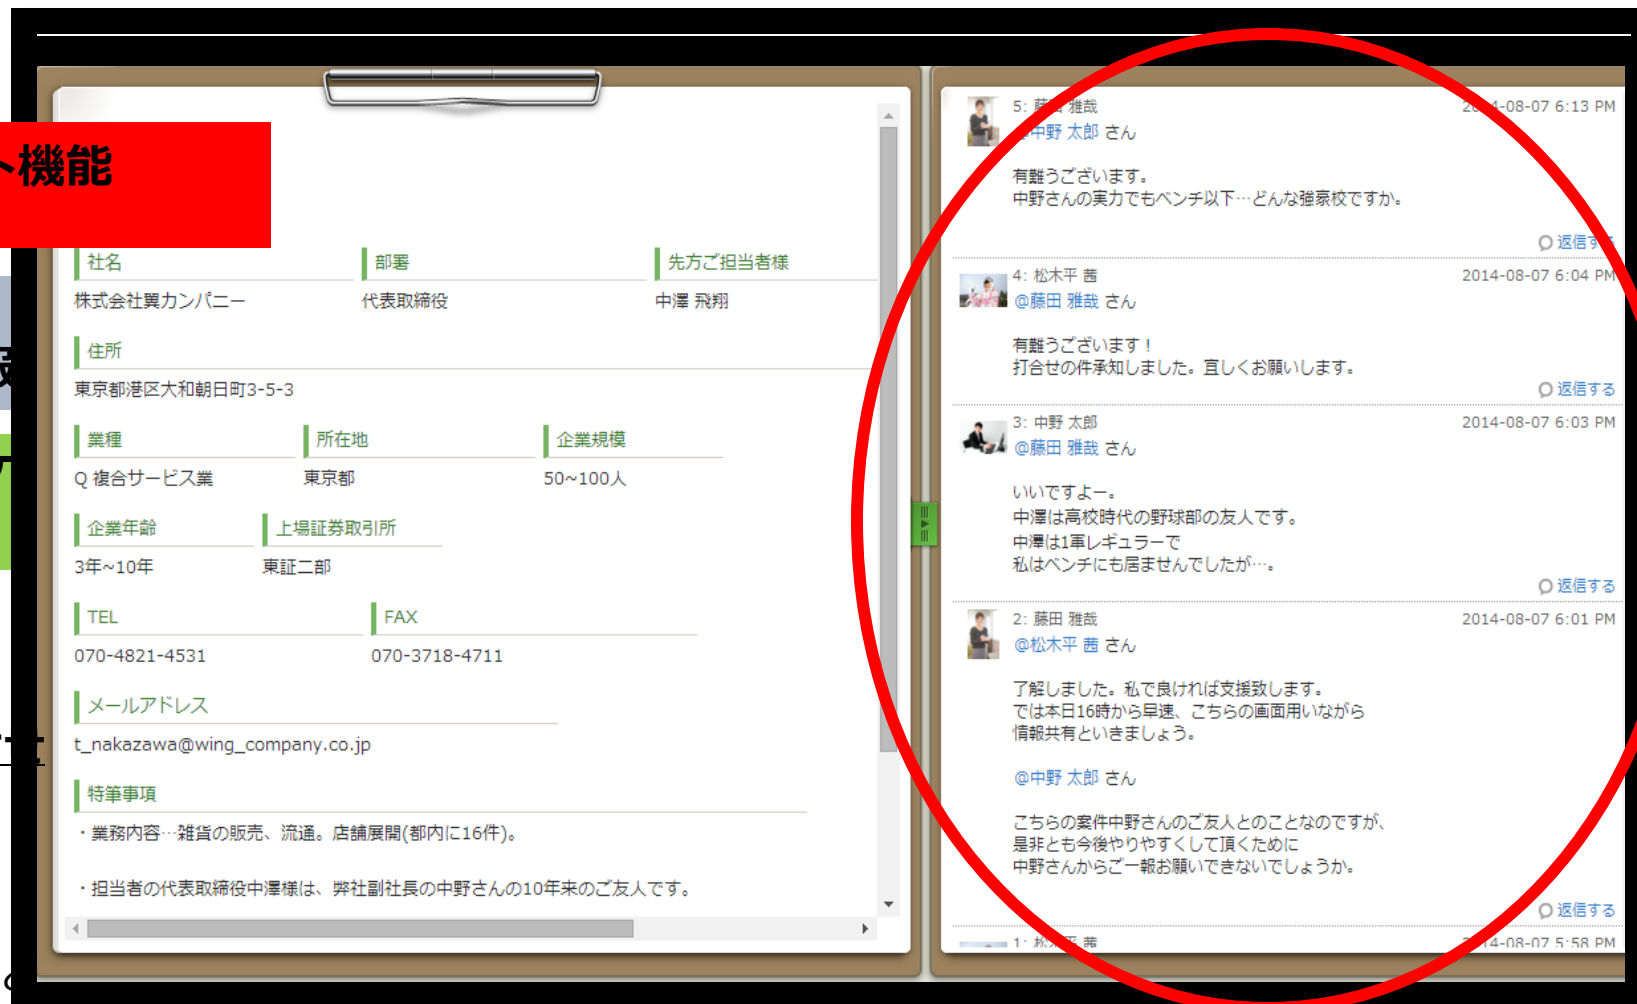 ト機能
社名
部署
先方ご担当者様
株式会社翼カンパニー
代表取締役
中澤 飛翔
住所
東京都港区大和朝日町3-5-3
業種
所在地
企業規模
Q 複合サービス業
東京都
50~100人
企業年齢
上場証券取引所
3年~10年
東証二部
TEL
FAX
070-4821-4531
070-3718-4711
メールアドレス
t_nakazawa@wing_company.co.jp
特筆事項
・業務内容…雑貨の販売、流通。店舗展開(都内に16件)。
・担当者の代表取締役中澤様は、弊社副社長の中野さんの10年来のご友人です。
5: 藤田 雅哉
2014-08-07 6:13 PM
@中野 太郎 さん
有難うございます。
中野さんの実力でもベンチ以下…どんな強豪校ですか。
返信する
4: 松木平 茜
2014-08-07 6:04 PM
@藤田 雅哉 さん
有難うございます！
打合せの件承知しました。宜しくお願いします。
返信する
3: 中野 太郎
2014-08-07 6:03 PM
@藤田 雅哉 さん
いいですよー。
中澤は高校時代の野球部の友人です。
中澤は1軍レギュラーで
私はベンチにも居ませんでしたが…。
返信する
2: 藤田 雅哉
2014-08-07 6:01 PM
@松木平 茜 さん
了解しました。私で良ければ支援致します。
では本日16時から早速、こちらの画面用いながら
情報共有といきましょう。
@中野 太郎 さん
こちらの案件中野さんのご友人とのことなのですが、
是非とも今後やりやすくして頂くために
中野さんからご一報お願いできないでしょうか。
返信する
1: 松木平 茜
2014-08-07 5:58 PM